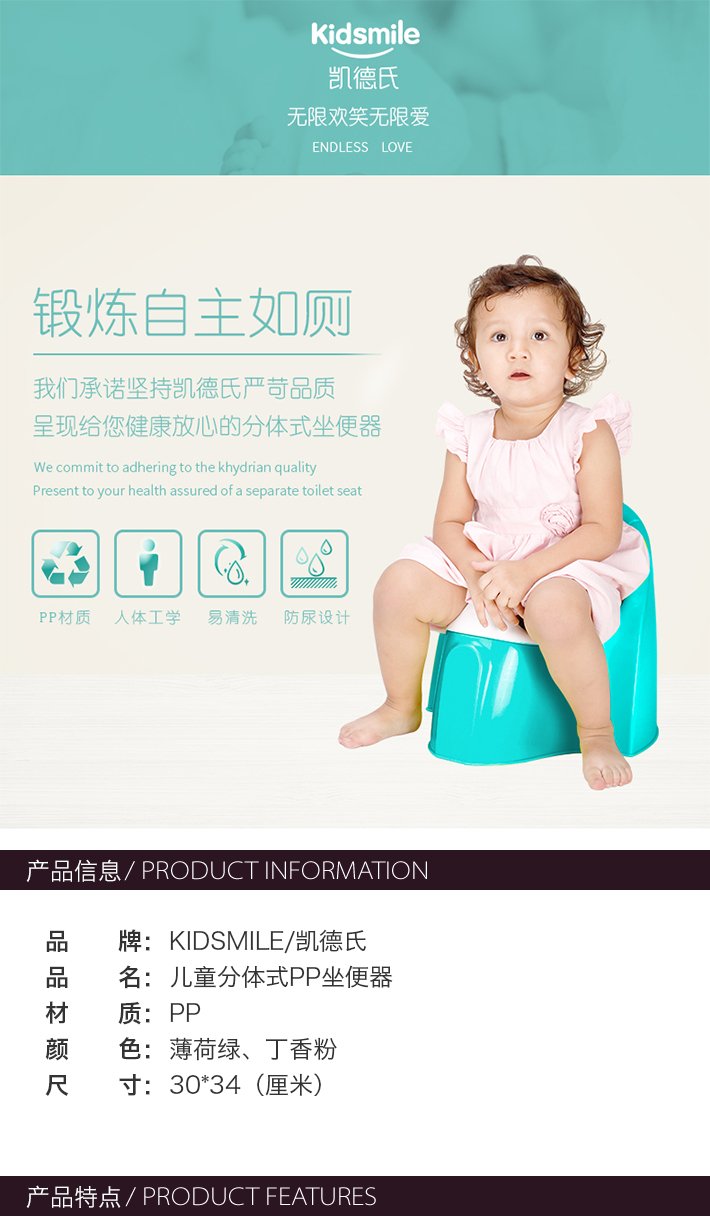 Kidsmile
凯德氏
无限欢笑无限爱
ENDLESS LOVE
锻炼自主如厕
我们承诺坚持凯德氏严苛品质
呈现给您健康放心的分体式坐便器
We commit to adhering to the khydrian quality
Present to your health assured of a separate toilet seat
PP材质 人体工学 易清洗 防尿设计
产品信息 / PRODUCT INFORMATION
品 牌：KIDSMILE/凯德氏
品 名：儿童分体式PP坐便器
材 质：PP
颜 色：薄荷绿、丁香粉
尺 寸：30*34（厘米）
产品特点 / PRODUCT FEATURES